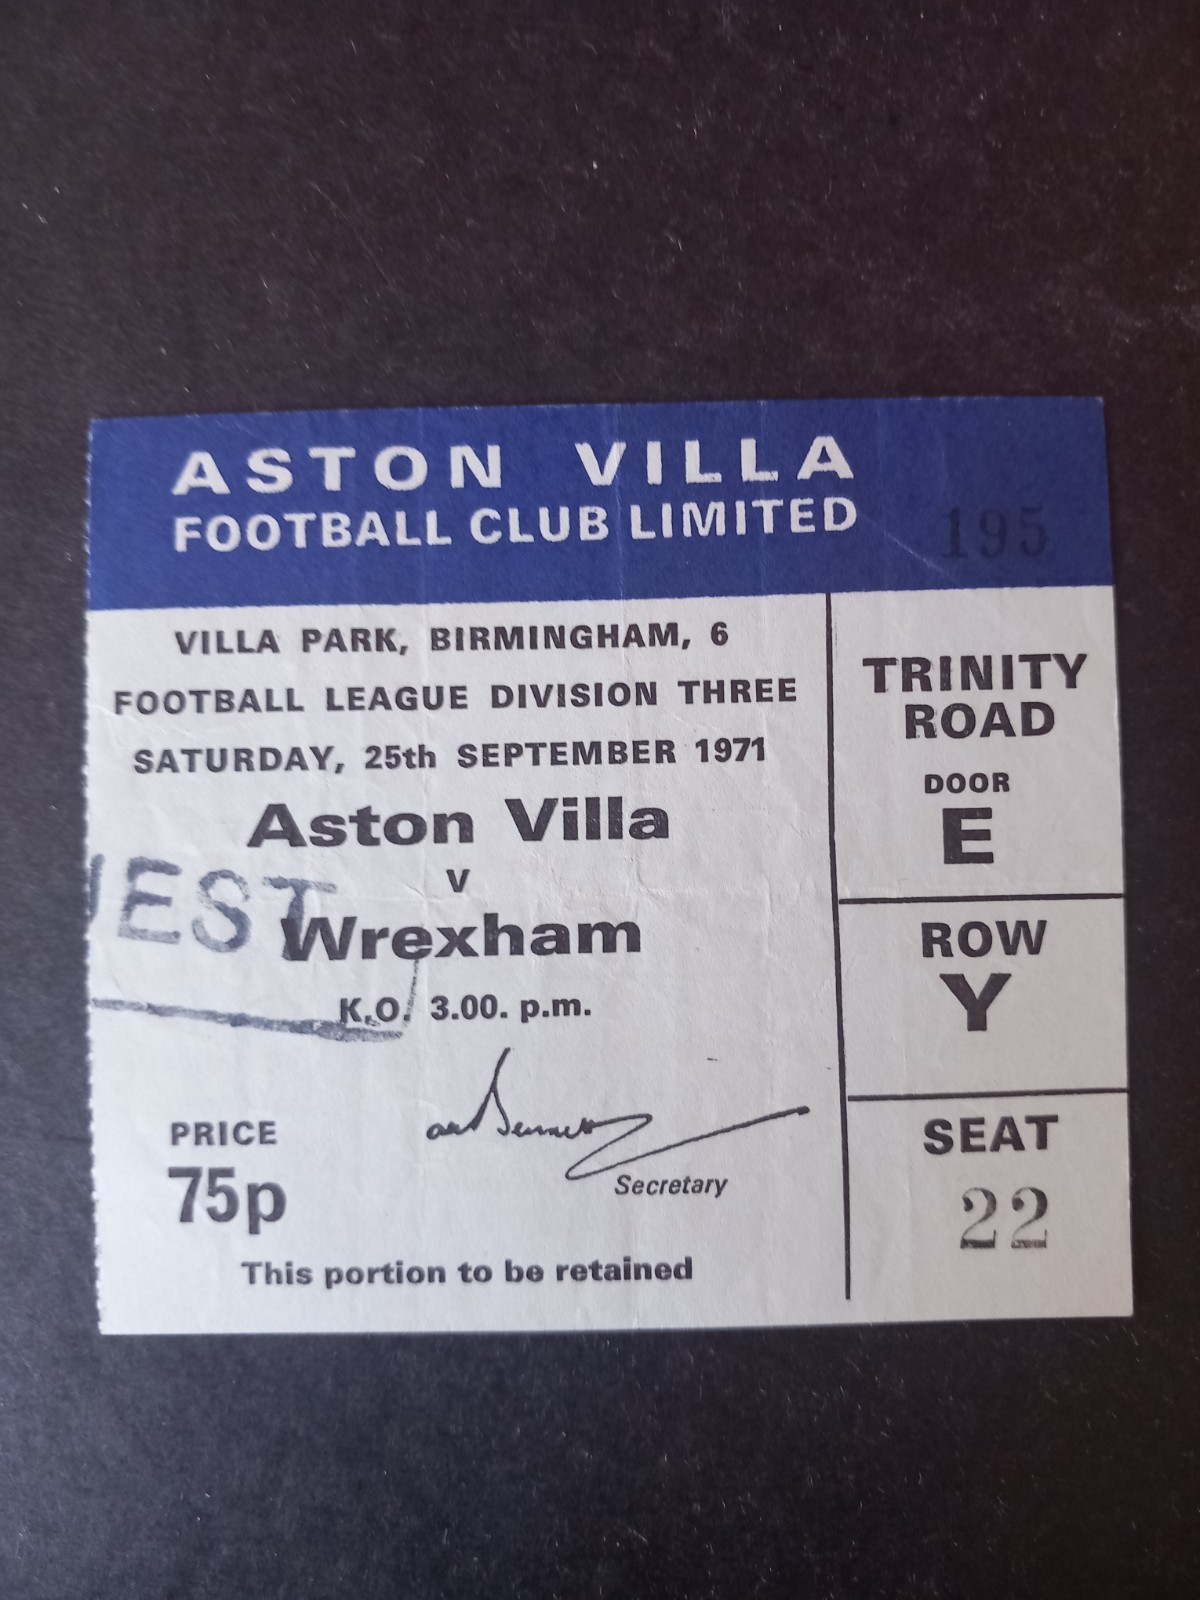 ASTON VILLA
FOOTBALL CLUB LIMITED
195
VILLA PARK, BIRMINGHAM, 6
FOOTBALL LEAGUE DIVISION THREE
SATURDAY, 25th SEPTEMBER 1971
Aston Villa
v
EST
Wrexham
K.O. 3.00. p.m.
PRICE
75p
Secretary
This portion to be retained
TRINITY
ROAD
DOOR
E
ROW
Y
SEAT
22